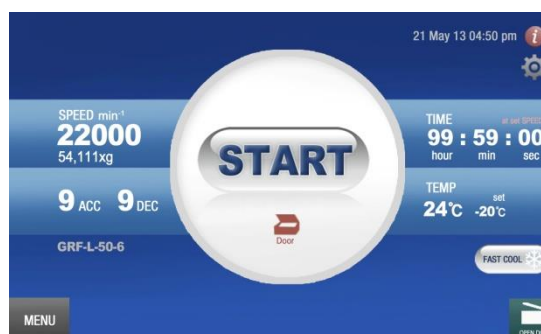 21 May 13 04:50 pm
SPEED min⁻¹
22000
54,111xg
9 ACC 9 DEC
GRF-L-50-6
MENU
START
Door
TIME at set SPEED
99 : 59 : 00
hour min sec
TEMP set
24°C -20°C
FAST COOL